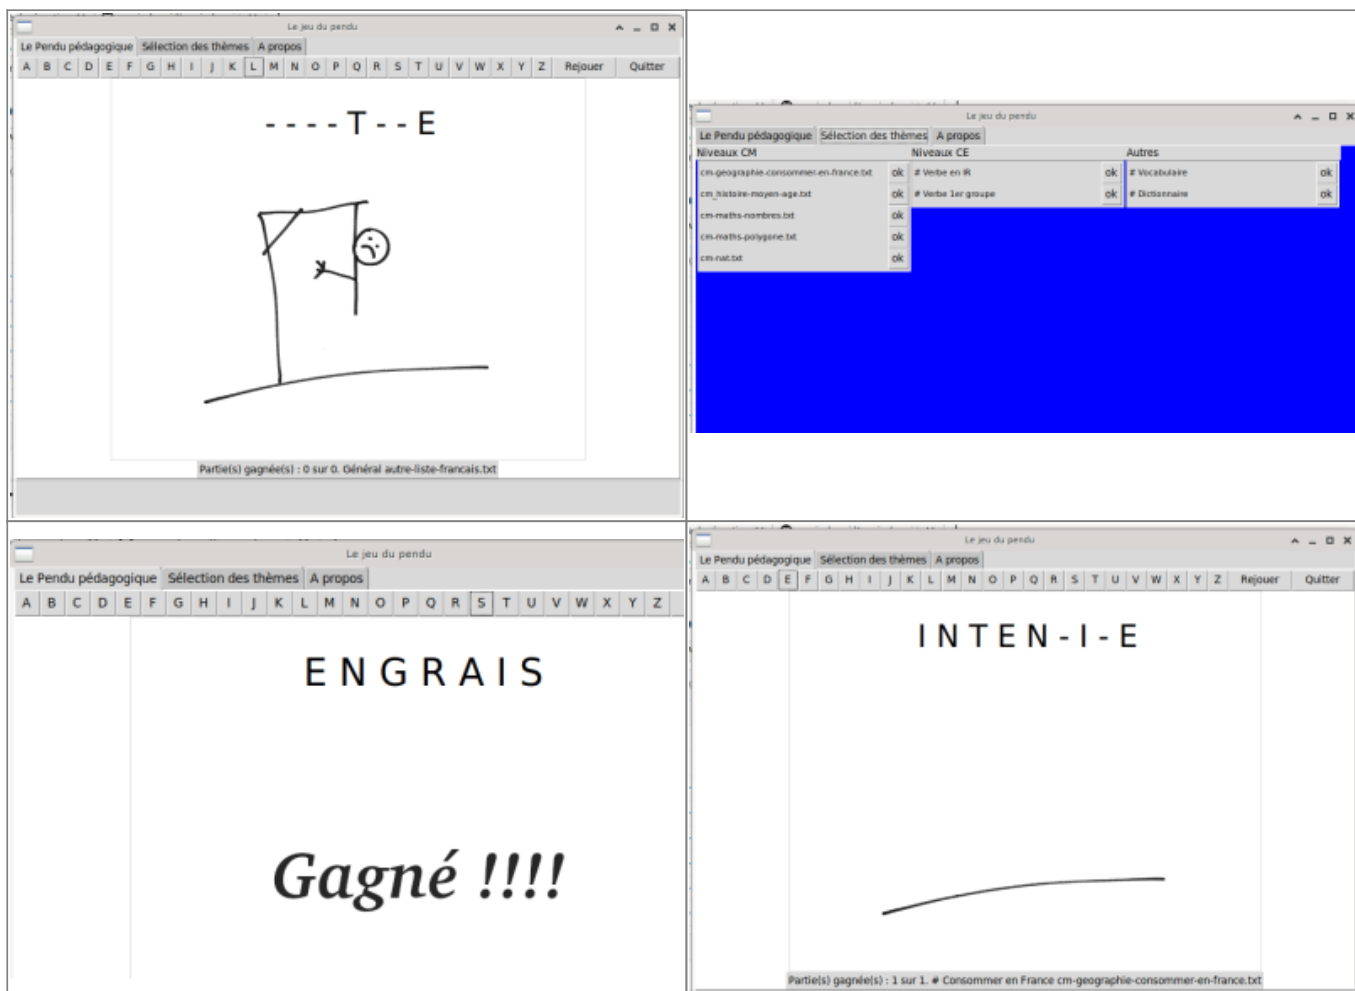 Le jeu du pendu
Le Pendu pédagogique Sélection des thèmes A propos
A B C D E F G H I J K L M N O P Q R S T U V W X Y Z Rejouer Quitter
- - - - T - - E
Partie(s) gagnée(s) : 0 sur 0. Général autre-liste-francais.txt
Le jeu du pendu
Le Pendu pédagogique Sélection des thèmes A propos
Niveaux CM Niveaux CE Autres
cm-geographie-consommer-en-france.txt ok # Verbe en IR ok # Vocabulaire ok
cm_histoire-moyen-age.txt ok # Verbe 1er groupe ok # Dictionnaire ok
cm-maths-nombres.txt ok
cm-maths-polygone.txt ok
cm-nat.txt ok
Le jeu du pendu
Le Pendu pédagogique Sélection des thèmes A propos
A B C D E F G H I J K L M N O P Q R S T U V W X Y Z
E N G R A I S
Gagné !!!!
Le jeu du pendu
Le Pendu pédagogique Sélection des thèmes A propos
A B C D E F G H I J K L M N O P Q R S T U V W X Y Z Rejouer Quitter
I N T E N - I - E
Partie(s) gagnée(s) : 1 sur 1. # Consommer en France cm-geographie-consommer-en-france.txt